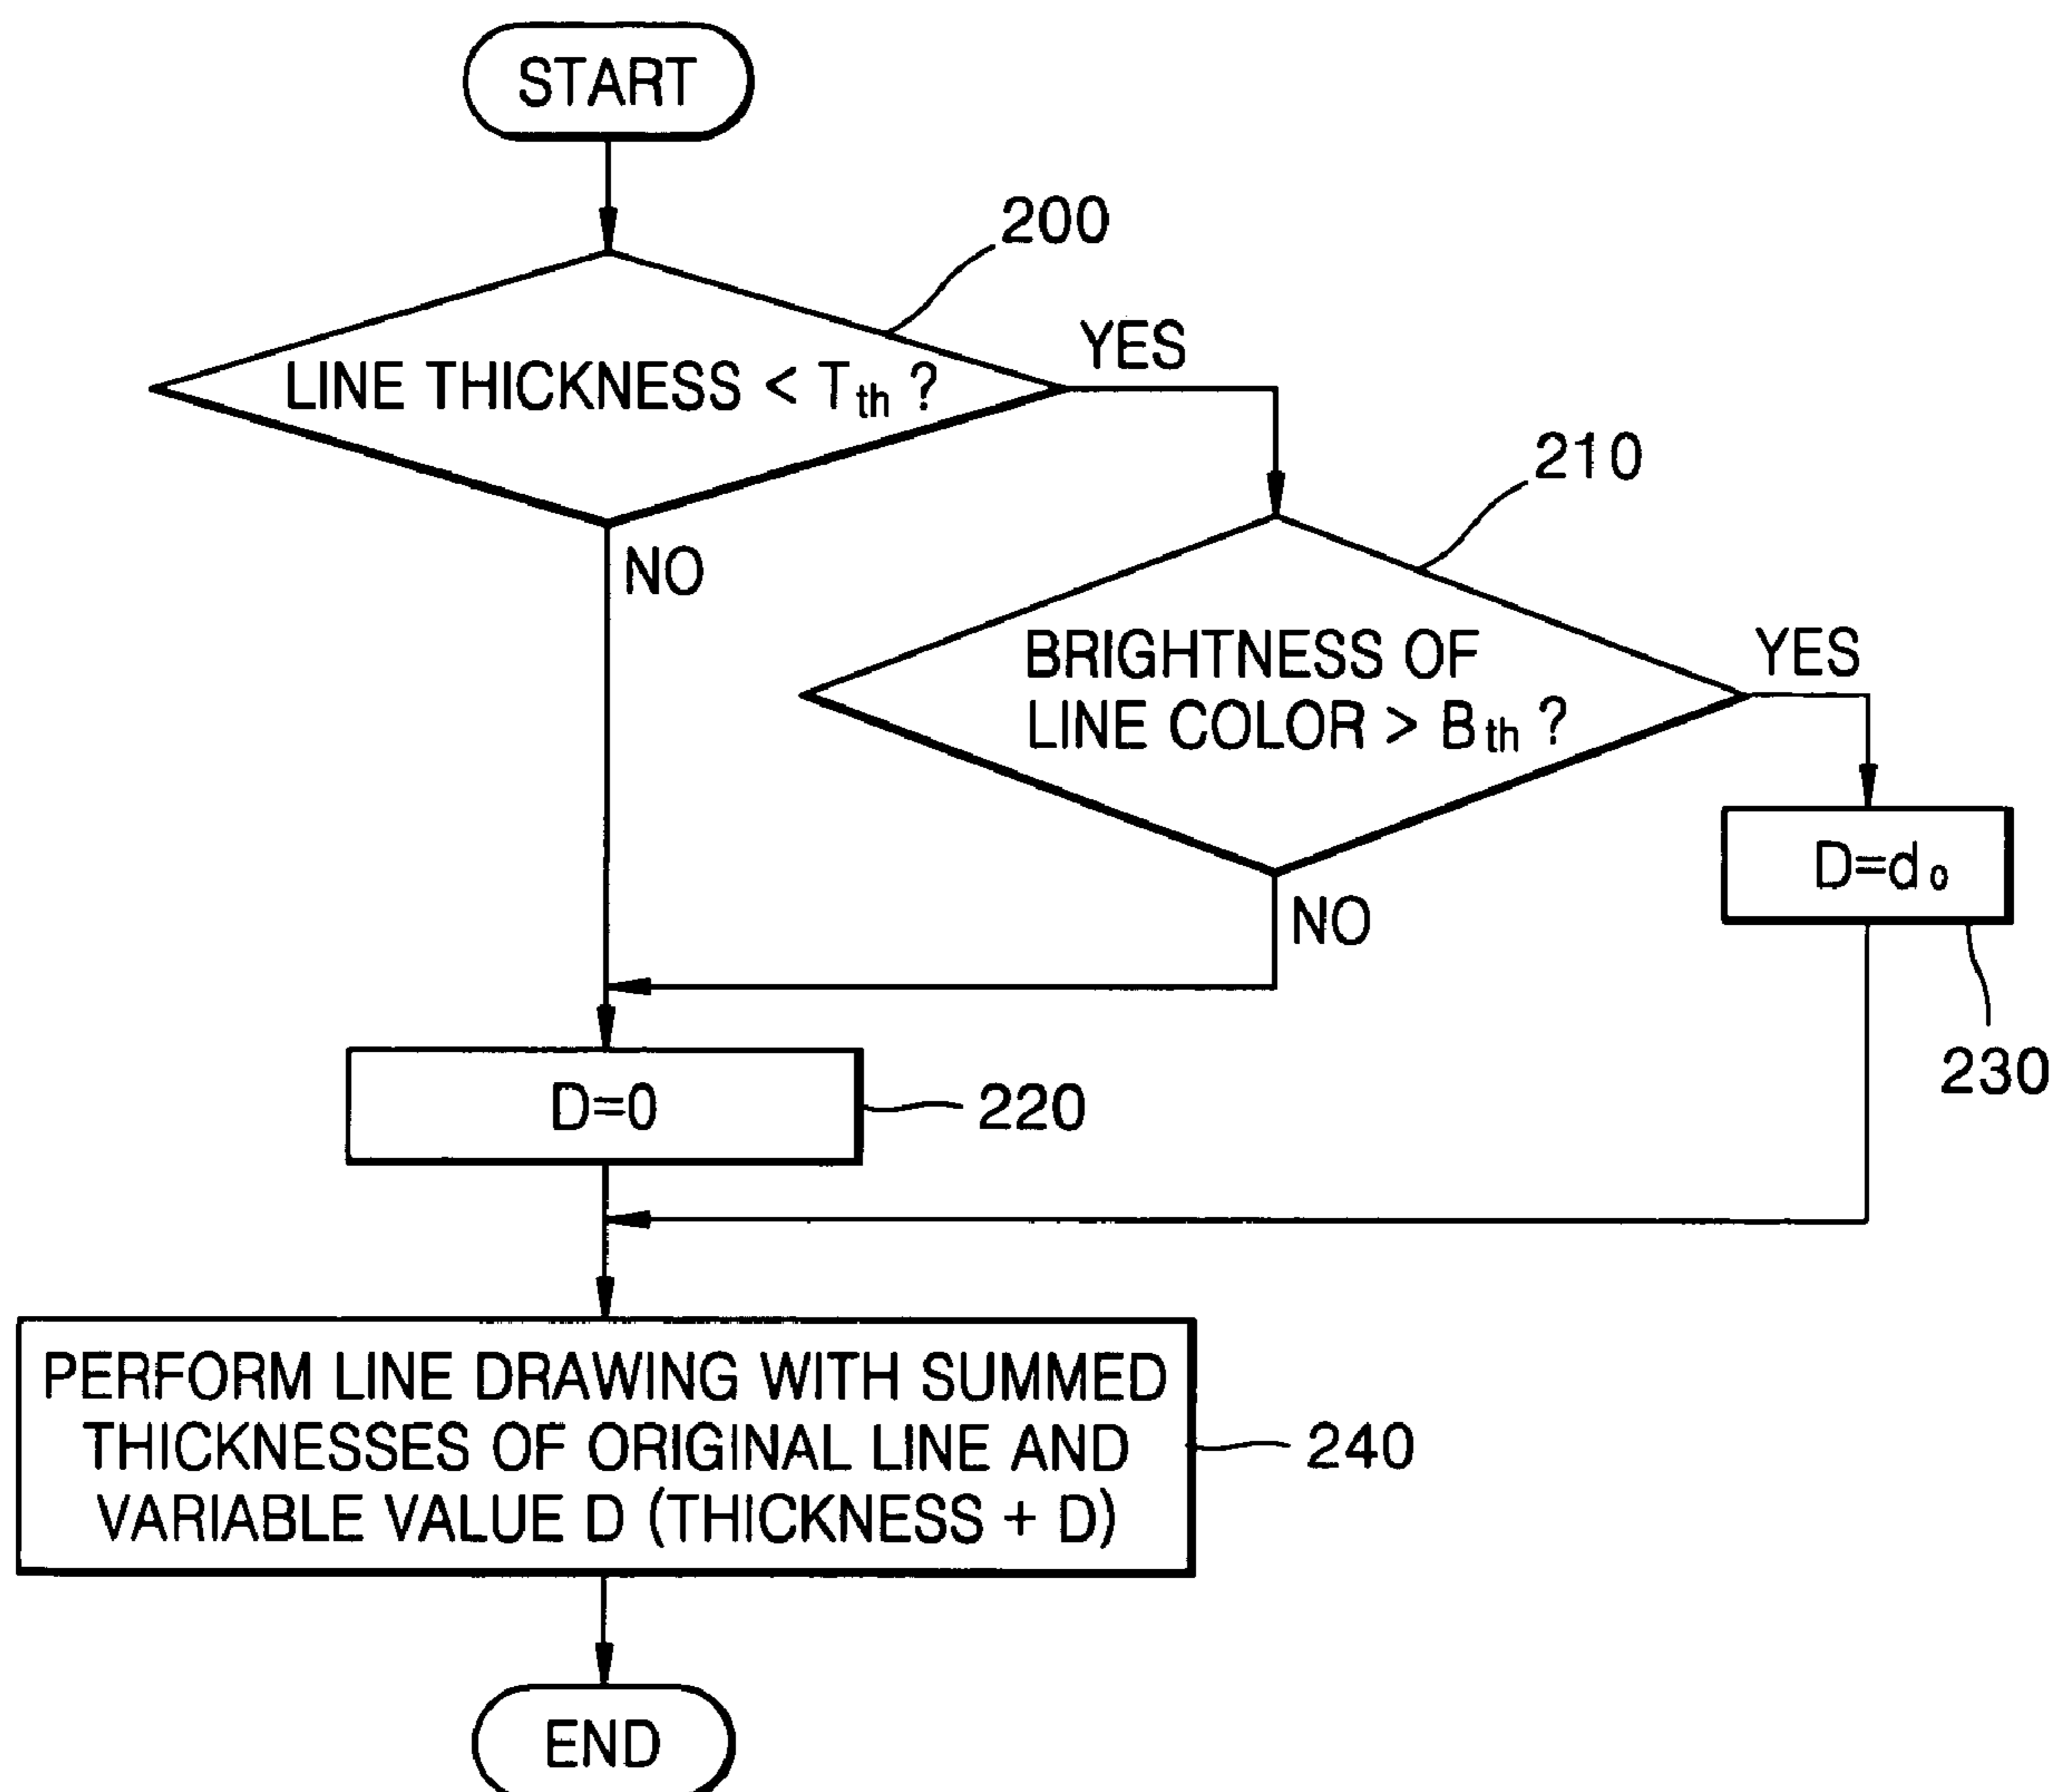 START
200
LINE THICKNESS < Tth ?
YES
NO
210
BRIGHTNESS OF
LINE COLOR > Bth ?
YES
NO
D=d0
230
D=0
220
PERFORM LINE DRAWING WITH SUMMED
THICKNESSES OF ORIGINAL LINE AND
VARIABLE VALUE D (THICKNESS + D)
240
END